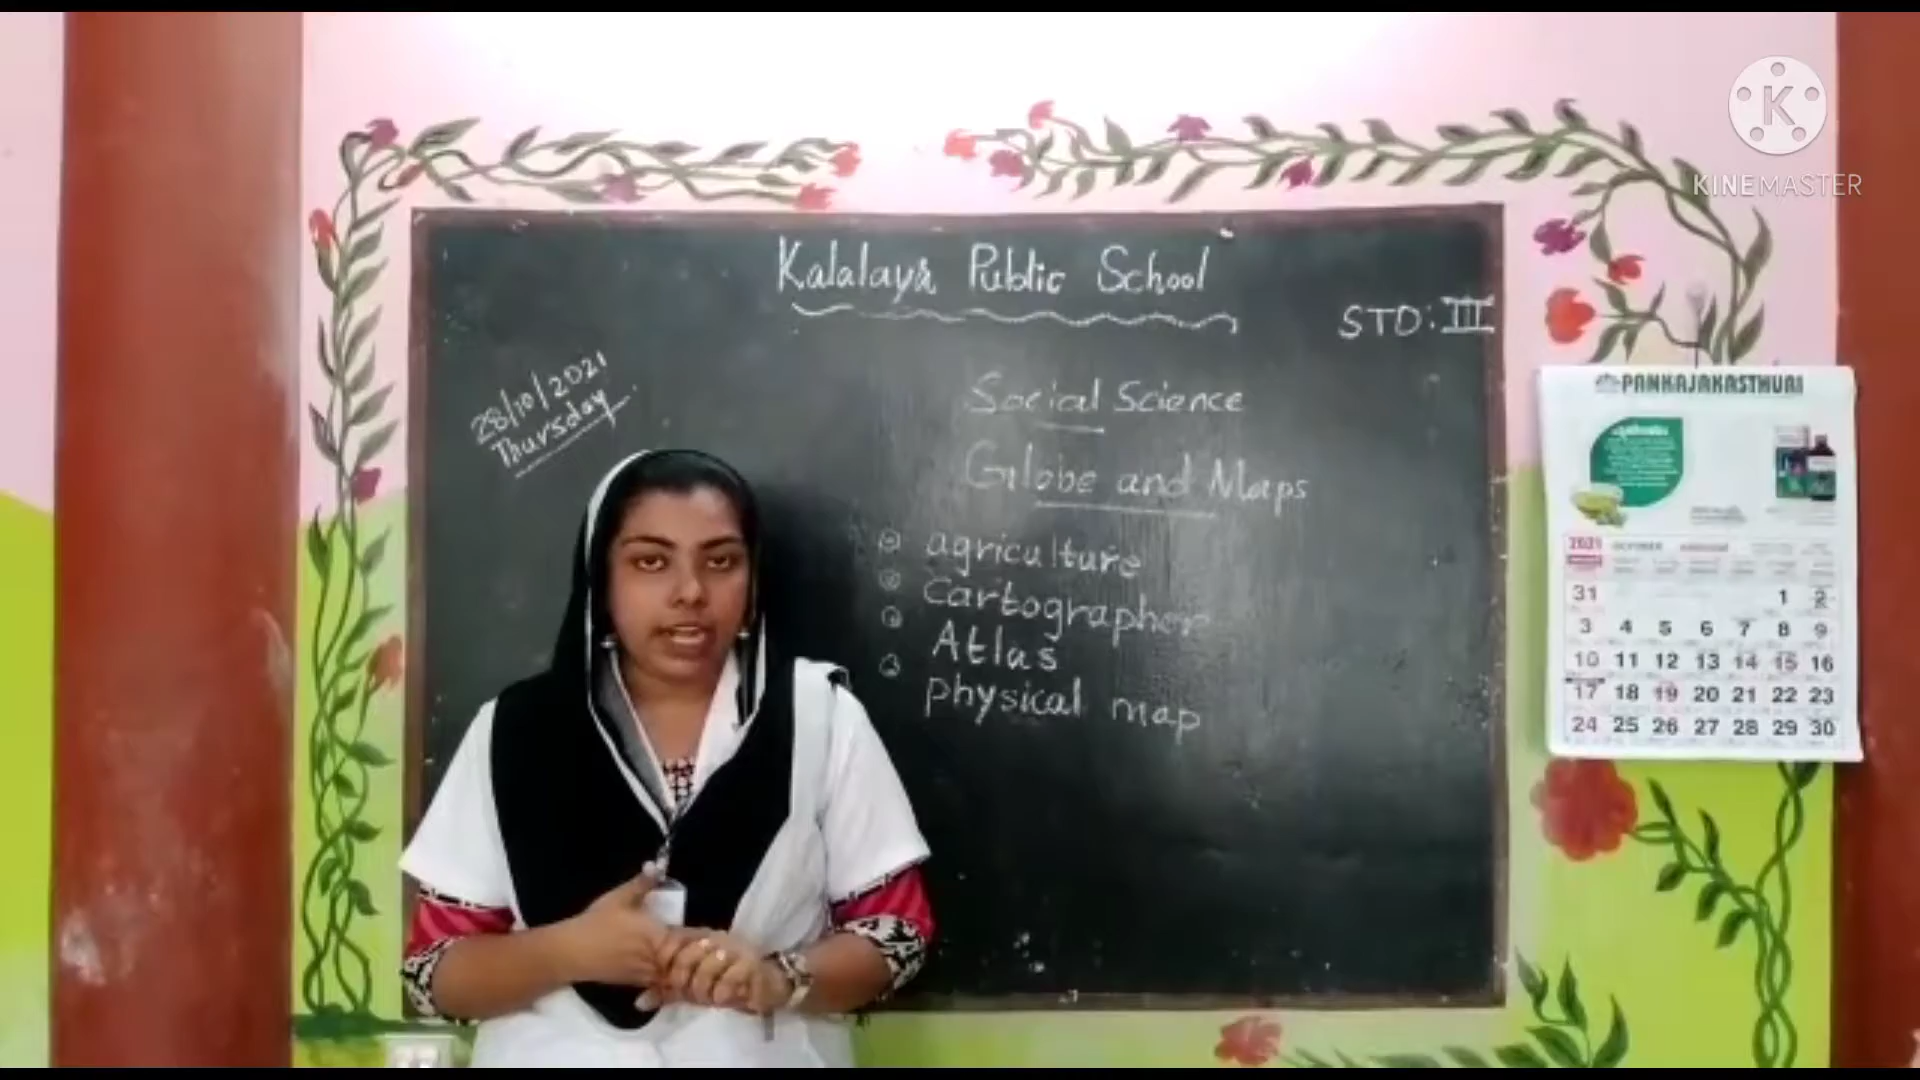 KINEMASTER
Kalalaya Public School
STD: III
28/10/2021
Thursday
Social Science
Globe and Maps
agriculture
Cartographer
Atlas
physical map
PANKAJAKASTHURI
2021 OCTOBER
31 1 2
3 4 5 6 7 8 9
10 11 12 13 14 15 16
17 18 19 20 21 22 23
24 25 26 27 28 29 30